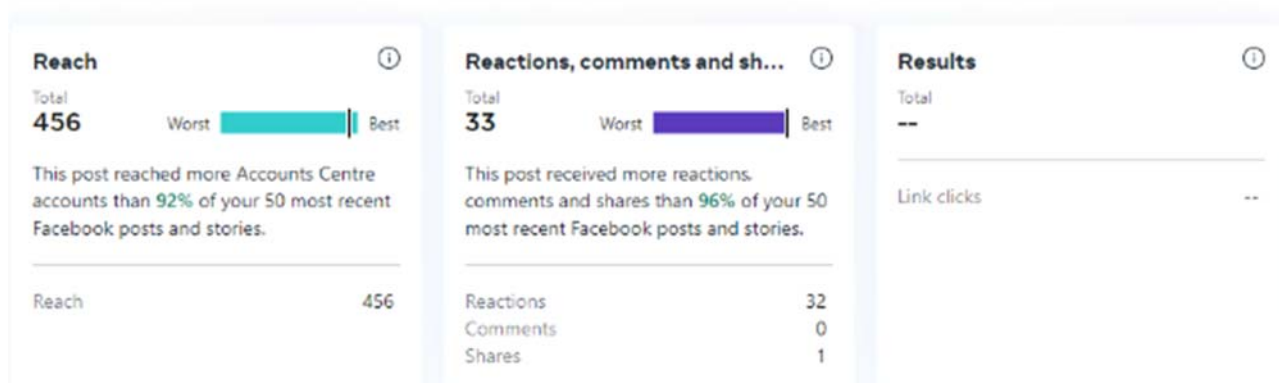 Reach
Total
456
Worst
Best
This post reached more Accounts Centre
accounts than 92% of your 50 most recent
Facebook posts and stories.
Reach 456
Reactions, comments and sh...
Total
33
Worst
Best
This post received more reactions,
comments and shares than 96% of your 50
most recent Facebook posts and stories.
Reactions 32
Comments 0
Shares 1
Results
Total
--
Link clicks --